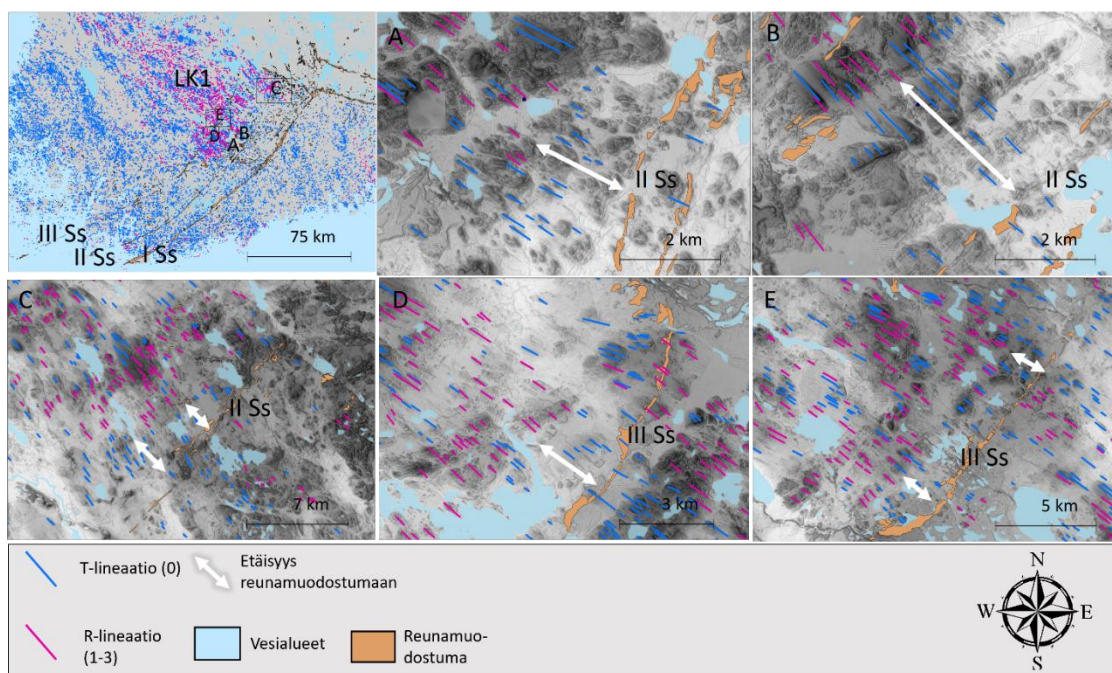 LK1
C
E
D
B
A
III Ss
II Ss
I Ss
75 km
A
II Ss
2 km
B
II Ss
2 km
C
II Ss
7 km
D
III Ss
3 km
E
III Ss
5 km
T-lineaatio (0)
Etäisyys
reunamuodostumaan
R-lineaatio
(1-3)
Vesialueet
Reunamuo-
dostuma
N
W
E
S